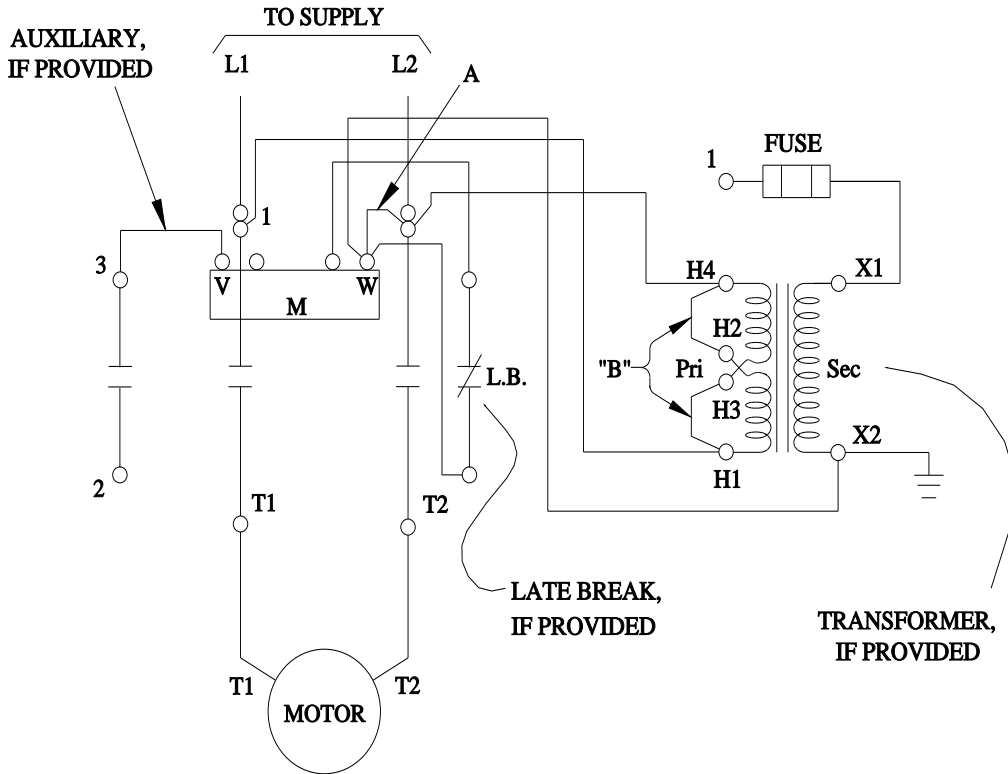 TO SUPPLY
AUXILIARY,
IF PROVIDED
L1
L2
A
FUSE
1
1
3
V
W
M
H4
X1
H2
"B"
Pri
Sec
L.B.
H3
X2
H1
2
T1
T2
LATE BREAK,
IF PROVIDED
TRANSFORMER,
IF PROVIDED
T1
T2
MOTOR